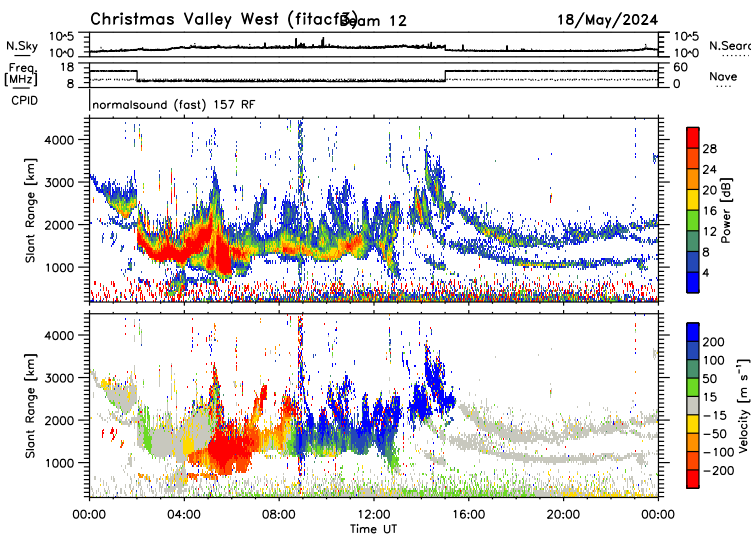 Christmas Valley West (fitacf3) Beam 12 18/May/2024
N.Sky 10^5 10^0 10^5 10^0 N.Searc
Freq. [MHz] 18 8 60 0 Nave
CPID normalsound (fast) 157 RF
Slant Range [km]
4000
3000
2000
1000
28
24
20
16
12
8
4
Power [dB]
Slant Range [km]
4000
3000
2000
1000
200
100
50
15
-15
-50
-100
-200
Velocity [m s⁻¹]
00:00 04:00 08:00 12:00 16:00 20:00 00:00
Time UT